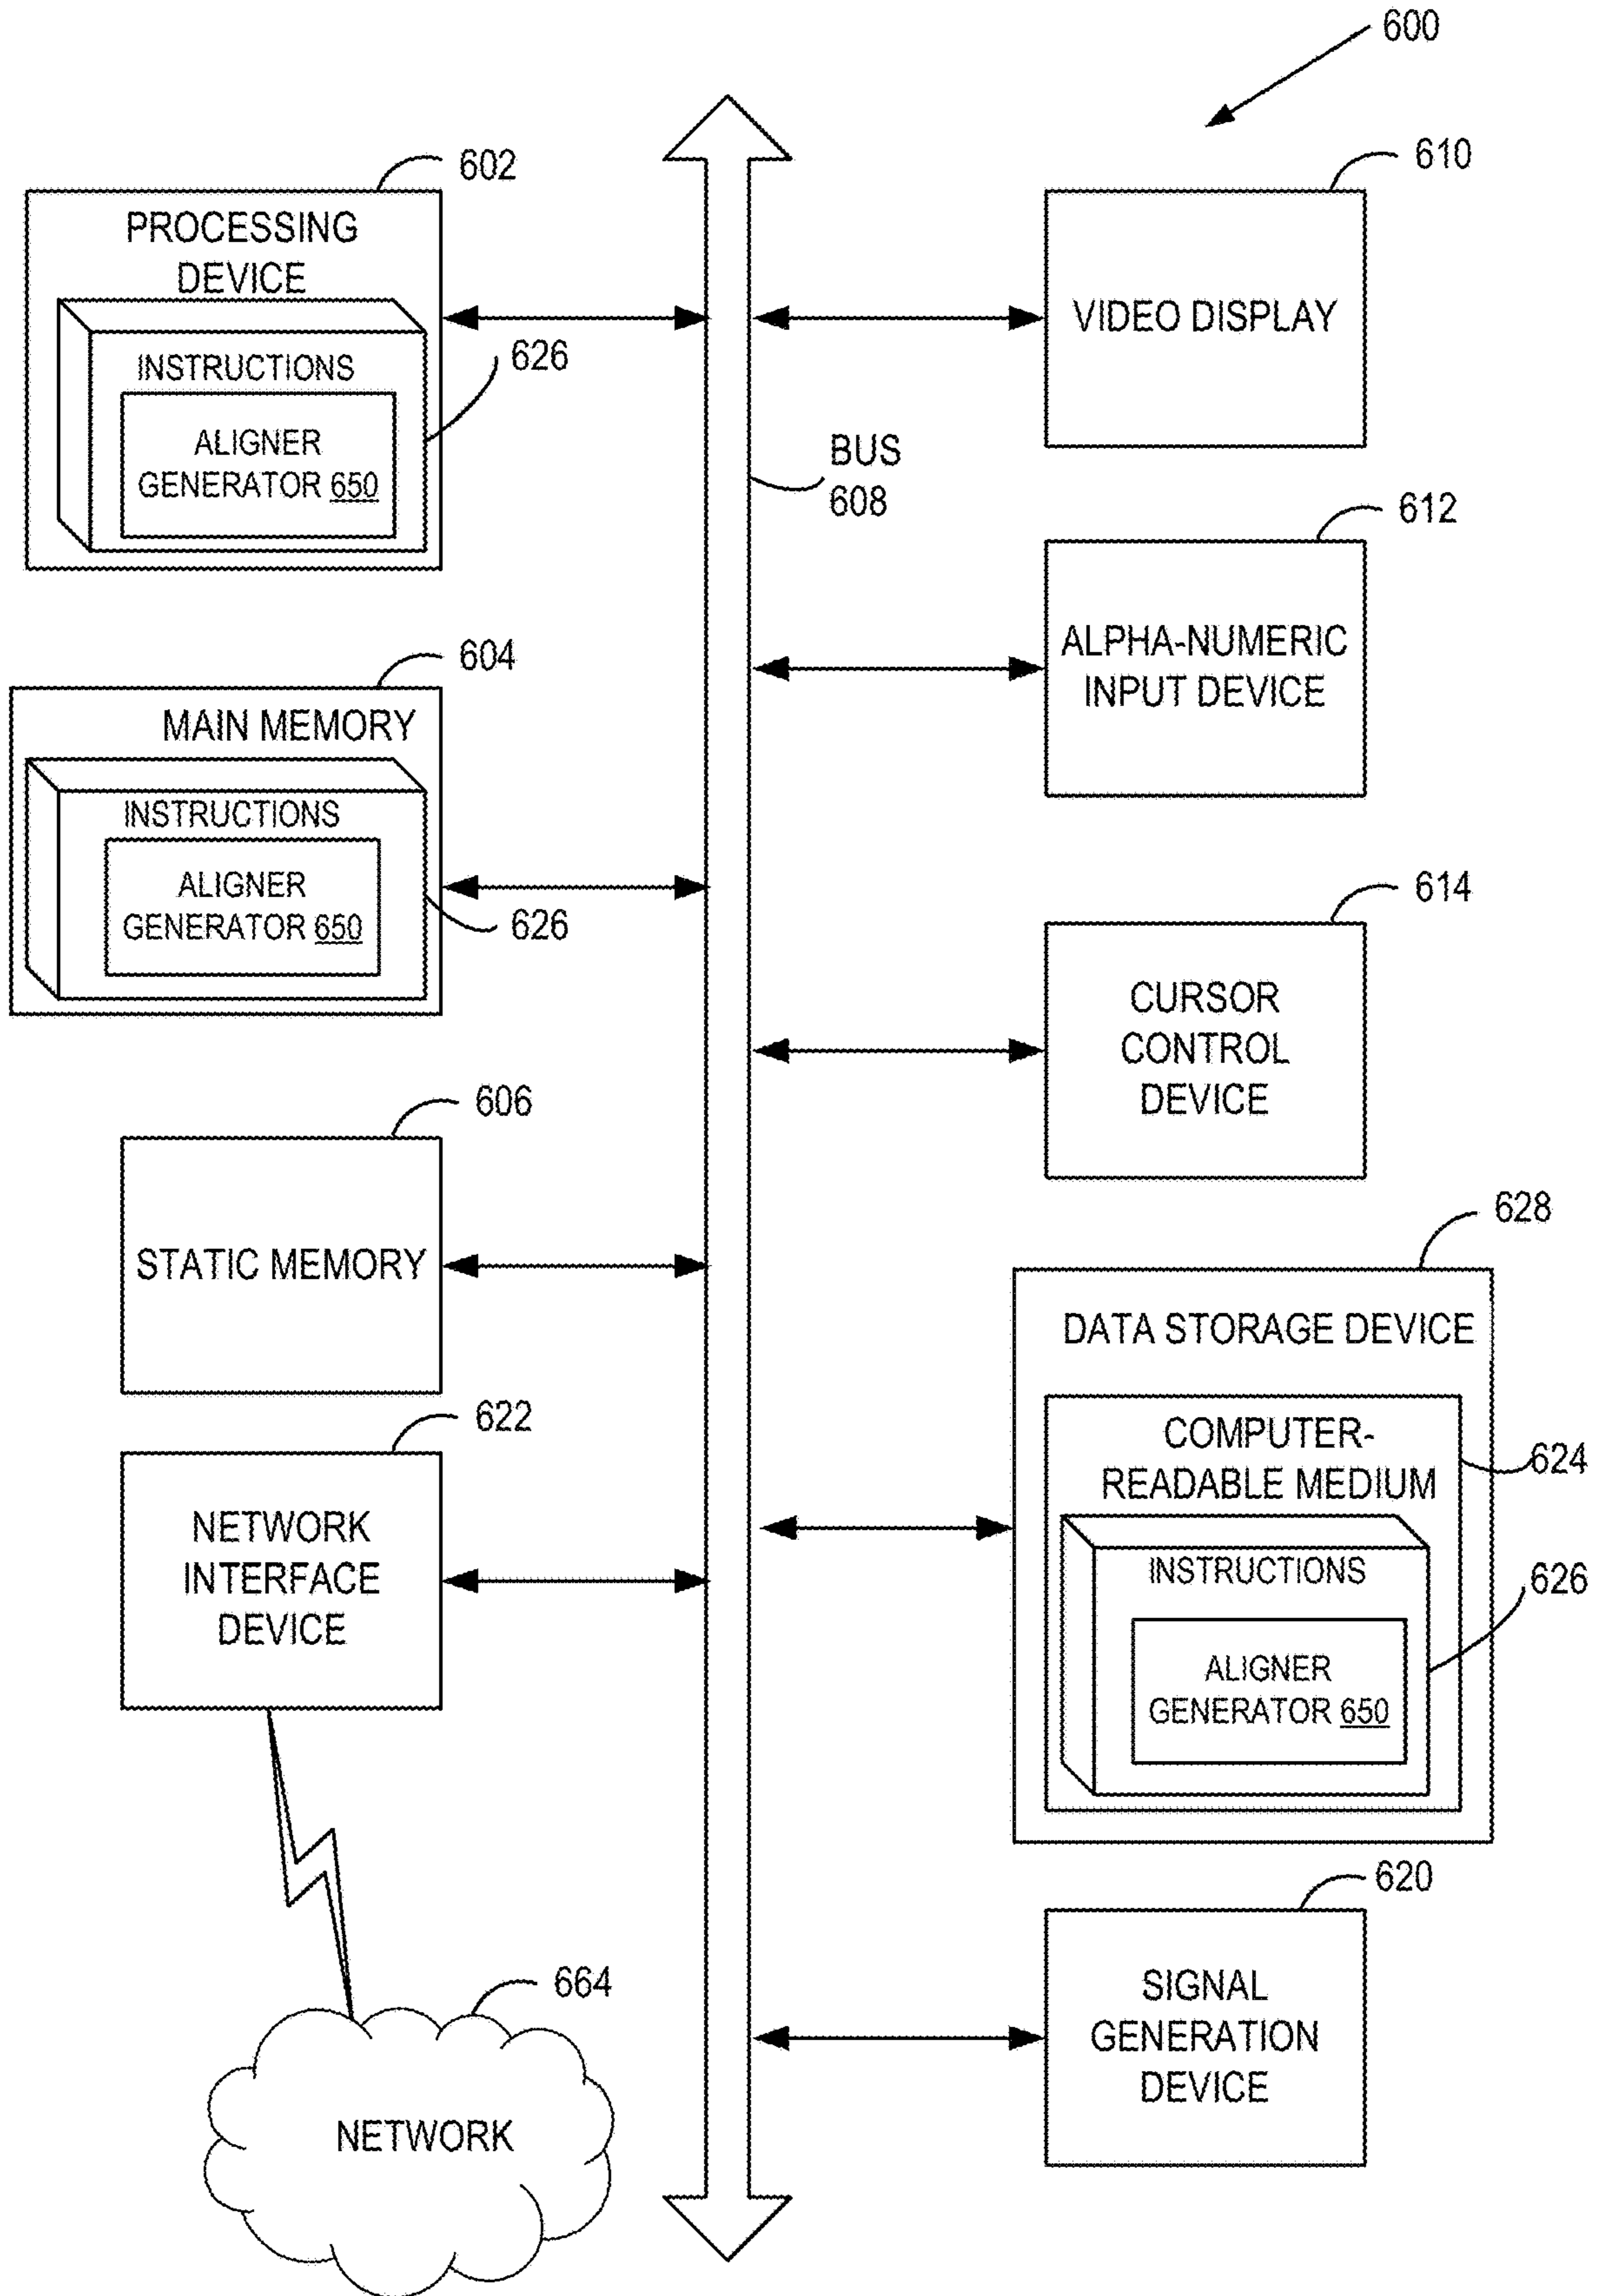 600
602
PROCESSING
DEVICE
INSTRUCTIONS
626
ALIGNER
GENERATOR 650
604
MAIN MEMORY
INSTRUCTIONS
ALIGNER
GENERATOR 650
626
606
STATIC MEMORY
622
NETWORK
INTERFACE
DEVICE
664
NETWORK
BUS
608
610
VIDEO DISPLAY
612
ALPHA-NUMERIC
INPUT DEVICE
614
CURSOR
CONTROL
DEVICE
628
DATA STORAGE DEVICE
COMPUTER-
READABLE MEDIUM
624
INSTRUCTIONS
626
ALIGNER
GENERATOR 650
620
SIGNAL
GENERATION
DEVICE